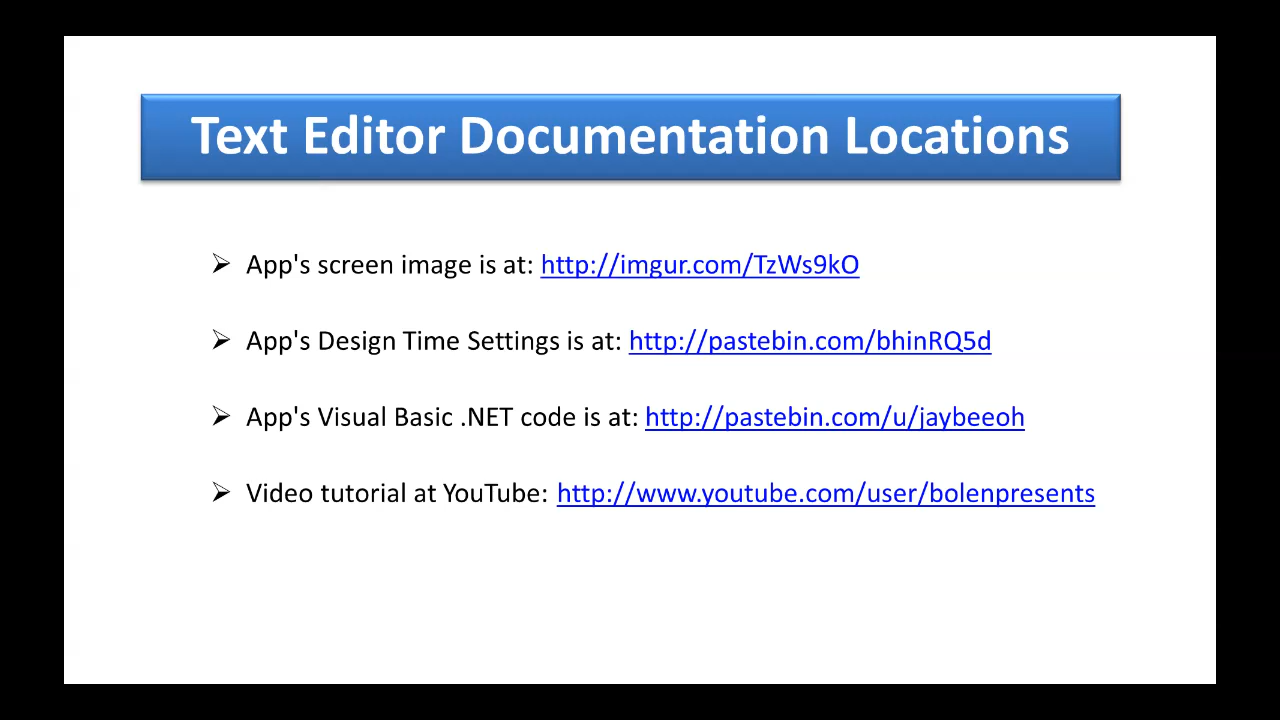 Text Editor Documentation Locations
➢ App's screen image is at: http://imgur.com/TzWs9kO
➢ App's Design Time Settings is at: http://pastebin.com/bhinRQ5d
➢ App's Visual Basic .NET code is at: http://pastebin.com/u/jaybeeoh
➢ Video tutorial at YouTube: http://www.youtube.com/user/bolenpresents